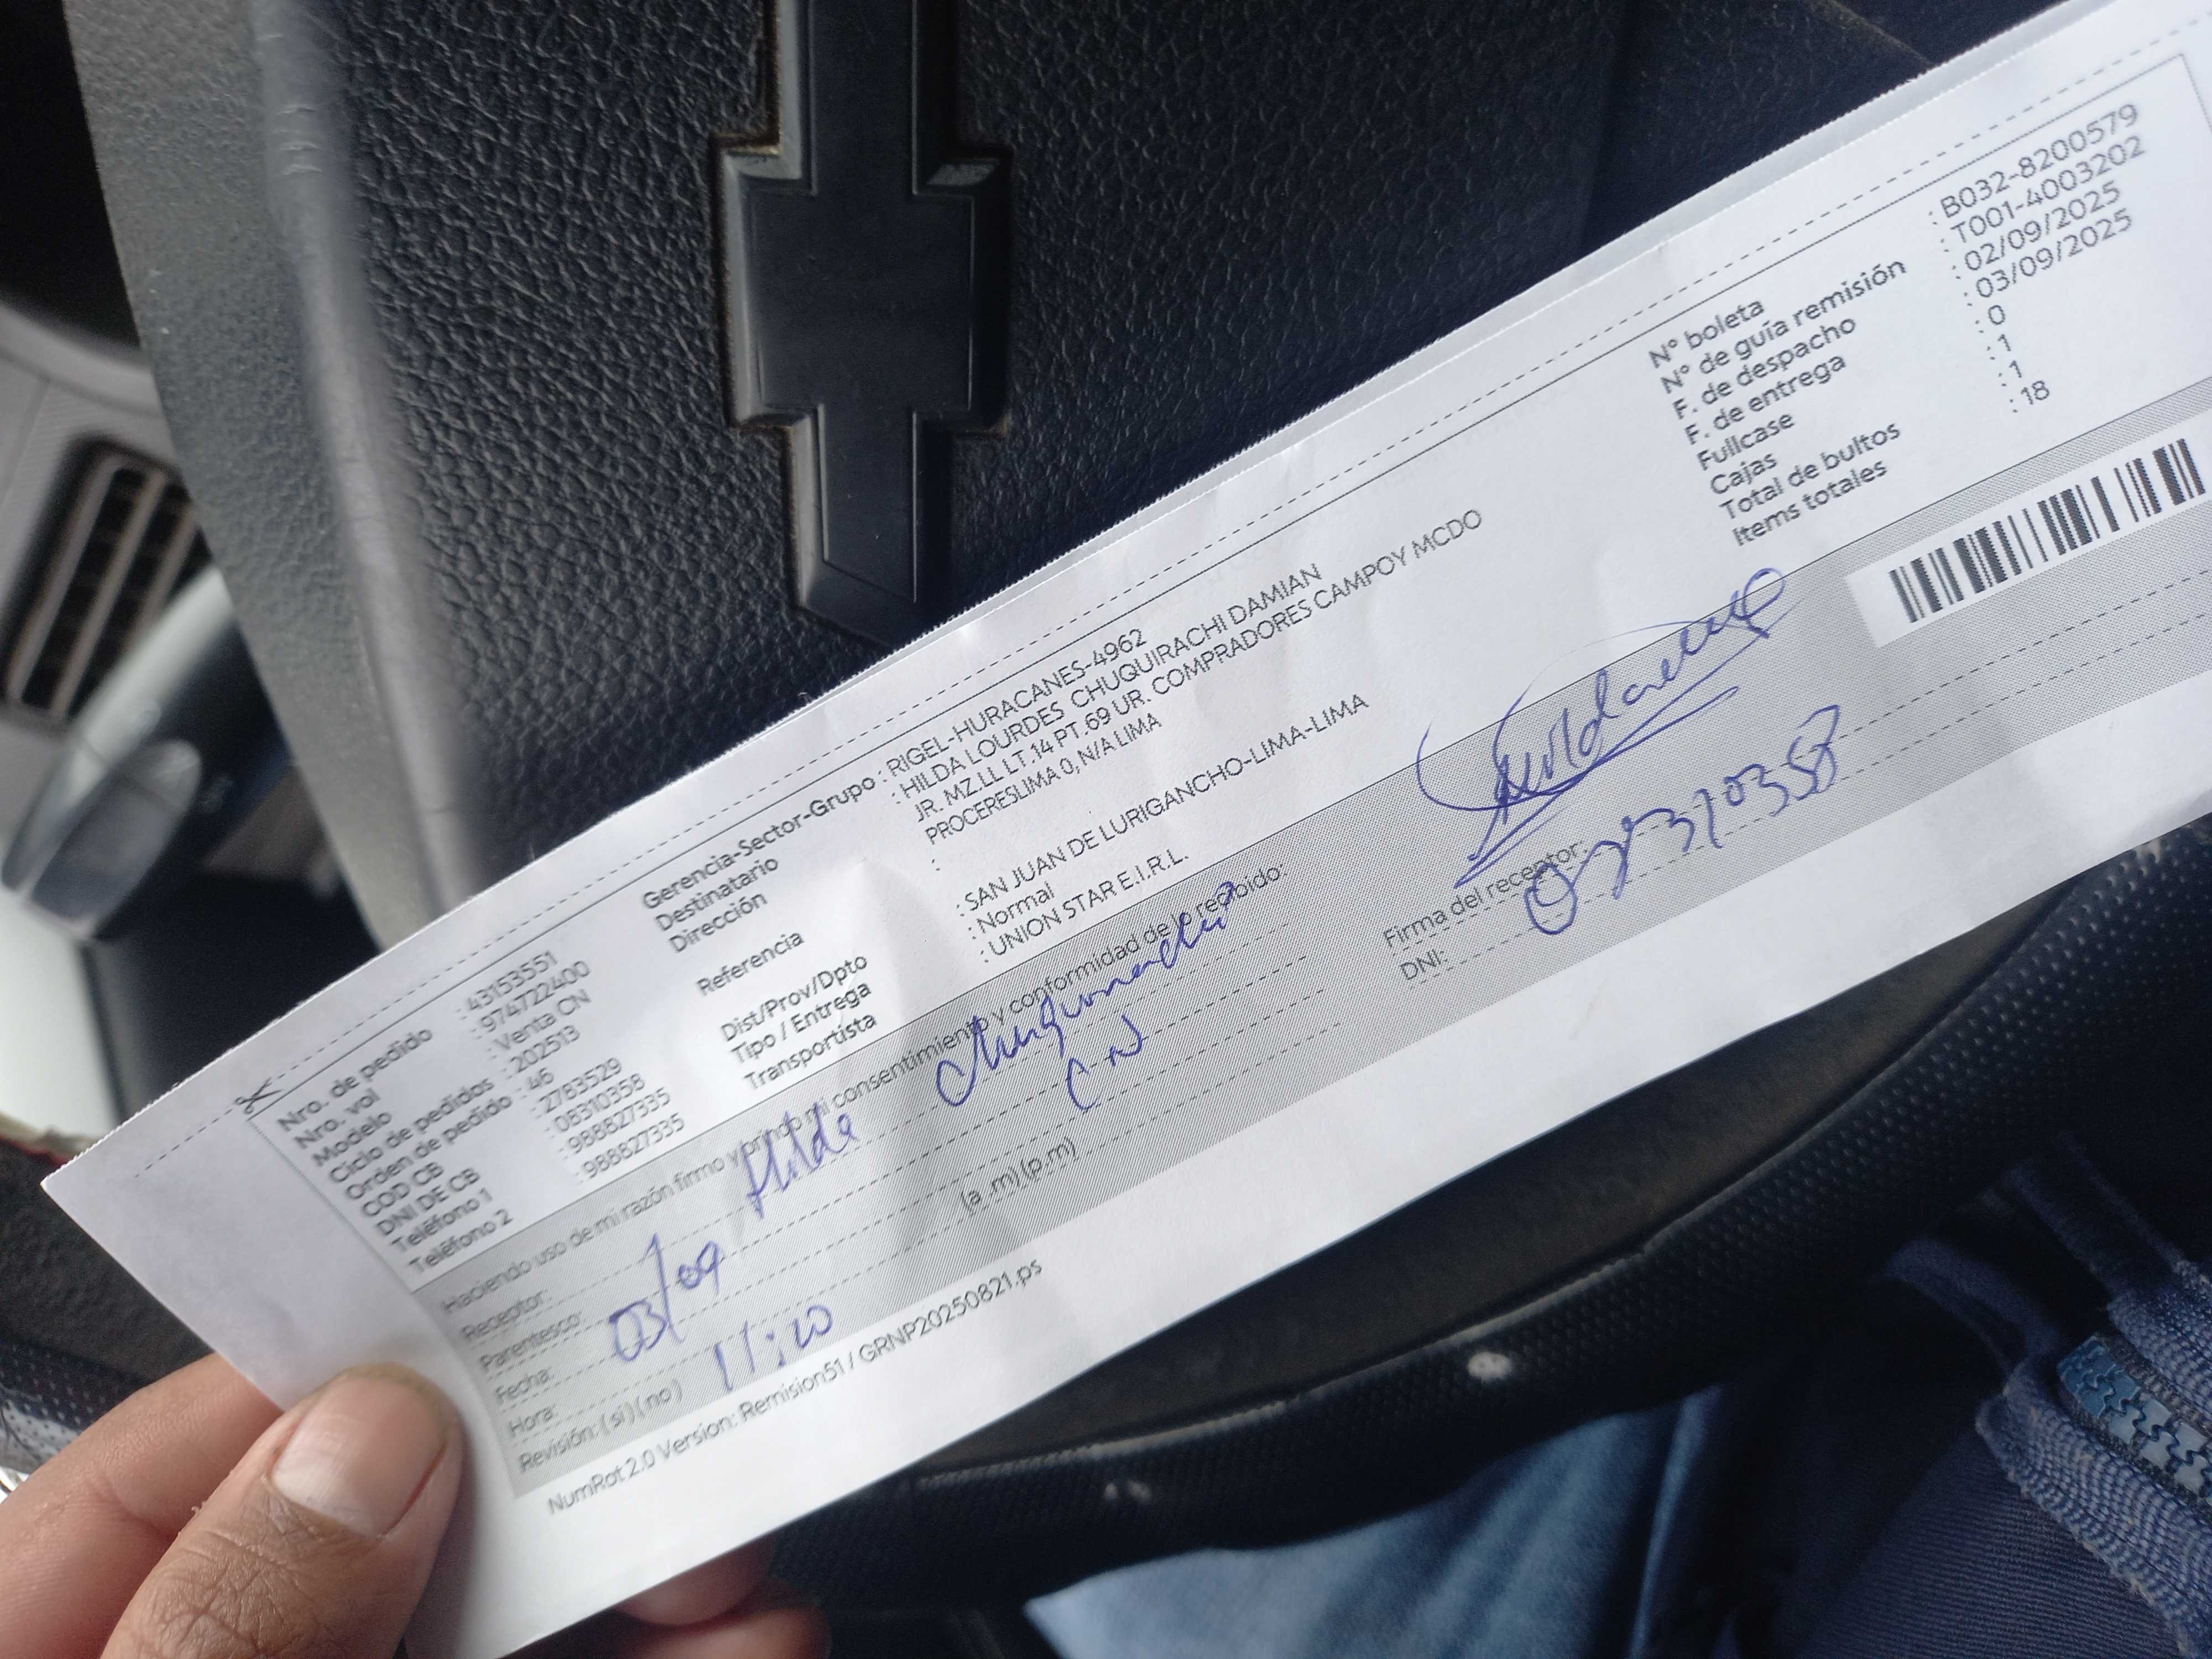 Nro. de pedido : 43153551
Nro. vol : 974722400
Modelo : Venta CN
Ciclo de pedidos : 202513
Orden de pedido : 46
COD CB : 2783529
DNI DE CB : 08310358
Teléfono 1 : 988827335
Teléfono 2 : 988827335
Gerencia-Sector-Grupo : RIGEL-HURACANES-4962
Destinatario : HILDA LOURDES CHUQUIRACHI DAMIAN
Dirección JR. MZ.LL LT.14 PT.69 UR. COMPRADORES CAMPOY MCDO
PROCERESLIMA 0, N/A LIMA
Referencia :
Dist/Prov/Dpto : SAN JUAN DE LURIGANCHO-LIMA-LIMA
Tipo / Entrega : Normal
Transportista : UNION STAR E.I.R.L.
N° boleta : B032-8200579
N° de guía remisión : T001-4003202
F. de despacho : 02/09/2025
F. de entrega : 03/09/2025
Fullcase : 0
Cajas : 1
Total de bultos : 1
Items totales : 18
Haciendo uso de mi razón firmo y brindo mi consentimiento y conformidad de lo recibido:
Receptor: Hilda
Parentesco:
Fecha: 03/09
Hora: 11:20
Revisión: (si) (no)
(a.m) (p.m)
Firma del receptor:
DNI:
NumRot 2.0 Version: Remision51 / GRNP20250821.ps